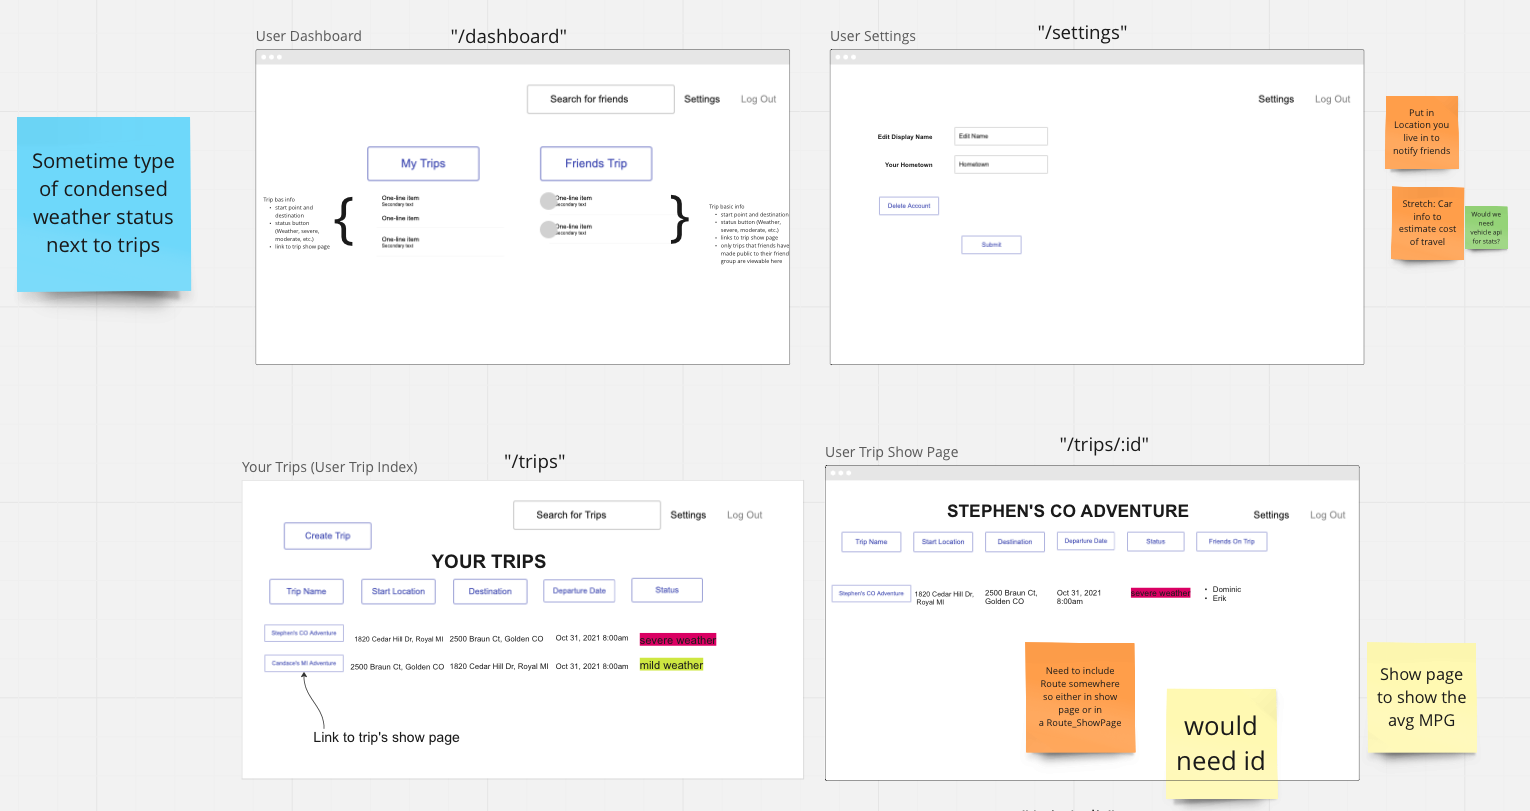 User Dashboard
"/dashboard"
Search for friends
Settings
Log Out
My Trips
Friends Trip
Trip bas info
• start point and
destination
• status button
(Weather, severe,
moderate, etc.)
• link to trip show page
{
One-line item
Secondary text
One-line item
One-line item
Secondary text
One-line item
Secondary text
One-line item
Secondary text
}
Trip basic info
• start point and destination
• status button (Weather,
severe, moderate, etc.)
• links to trip show page
• only trips that friends have
made public to their friend
group are viewable here
Sometime type
of condensed
weather status
next to trips
User Settings
"/settings"
Settings
Log Out
Edit Display Name
Edit Name
Your Hometown
Hometown
Delete Account
Submit
Put in
Location you
live in to
notify friends
Stretch: Car
info to
estimate cost
of travel
Would we
need
vehicle api
for stats?
Your Trips (User Trip Index)
"/trips"
Search for Trips
Settings
Log Out
Create Trip
YOUR TRIPS
Trip Name
Start Location
Destination
Departure Date
Status
Stephen's CO Adventure
1820 Cedar Hill Dr, Royal MI
2500 Braun Ct, Golden CO
Oct 31, 2021 8:00am
severe weather
Candace's MI Adventure
2500 Braun Ct, Golden CO
1820 Cedar Hill Dr, Royal MI
Oct 31, 2021 8:00am
mild weather
Link to trip's show page
User Trip Show Page
"/trips/:id"
STEPHEN'S CO ADVENTURE
Settings
Log Out
Trip Name
Start Location
Destination
Departure Date
Status
Friends On Trip
Stephen's CO Adventure
1820 Cedar Hill Dr,
Royal MI
2500 Braun Ct,
Golden CO
Oct 31, 2021
8:00am
severe weather
• Dominic
• Erik
Need to include
Route somewhere
so either in show
page or in
a Route_ShowPage
would
need id
Show page
to show the
avg MPG